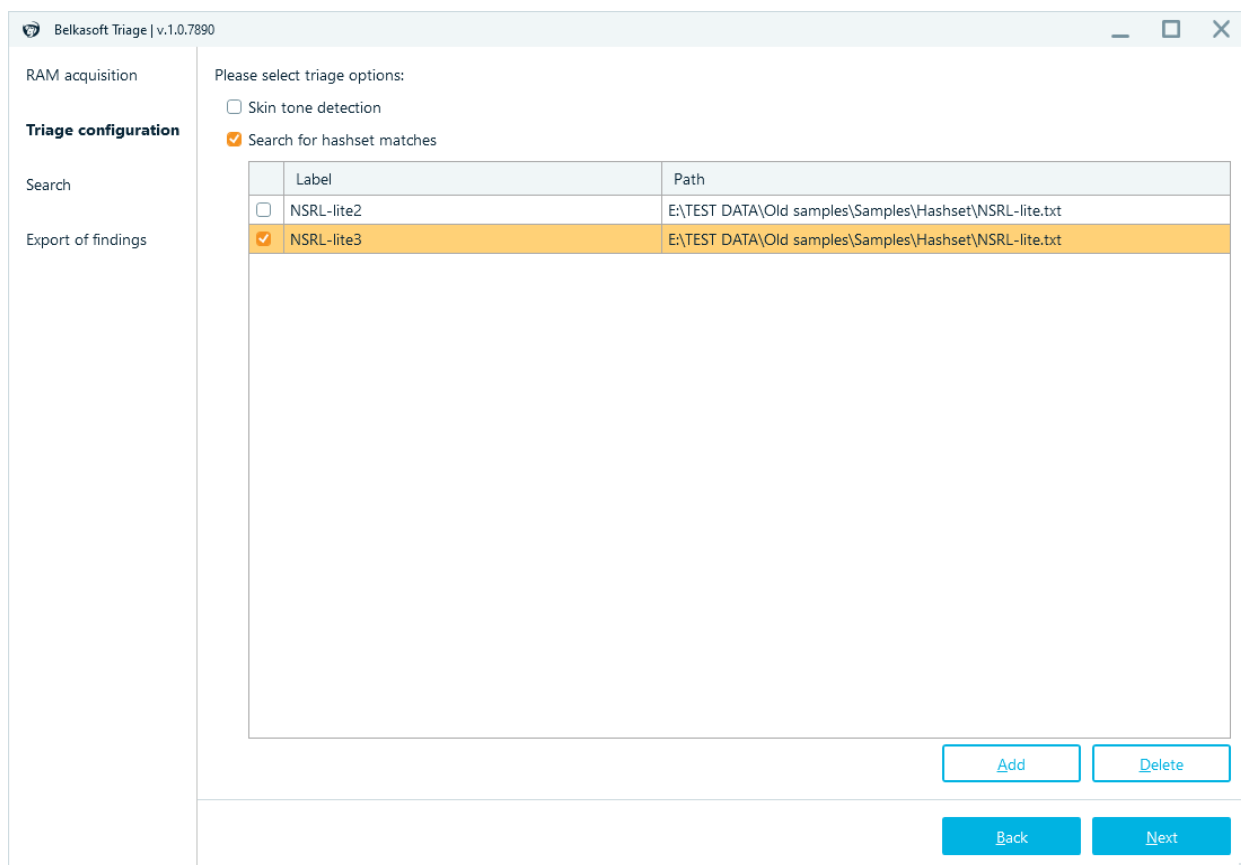 Belkasoft Triage | v.1.0.7890
RAM acquisition
Triage configuration
Search
Export of findings
Please select triage options:
Skin tone detection
Search for hashset matches
Label Path
NSRL-lite2 E:\TEST DATA\Old samples\Samples\Hashset\NSRL-lite.txt
NSRL-lite3 E:\TEST DATA\Old samples\Samples\Hashset\NSRL-lite.txt
Add Delete
Back Next